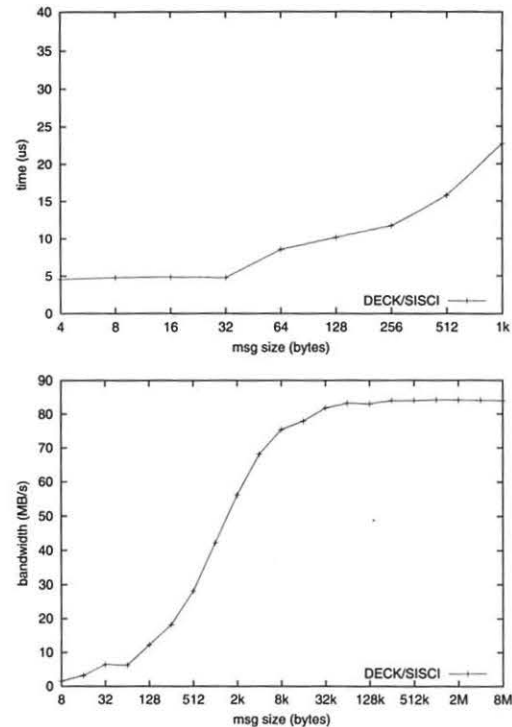 40
35
30
25
20
15
10
5
0
time (us)
DECK/SISCI
4 8 16 32 64 128 256 512 1k
msg size (bytes)
90
80
70
60
50
40
30
20
10
0
bandwidth (MB/s)
DECK/SISCI
8 32 128 512 2k 8k 32k 128k 512k 2M 8M
msg size (bytes)